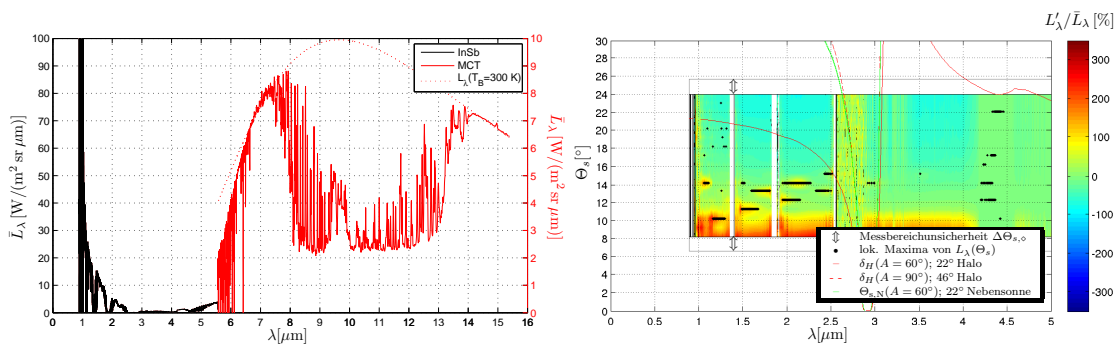 L'_λ/L̄_λ [%]
InSb
MCT
L_λ(T_B=300 K)
L̄_λ [W/(m² sr μm)]
100
90
80
70
60
50
40
30
20
10
0
0 1 2 3 4 5 6 7 8 9 10 11 12 13 14 15 16
λ[μm]
10
9
8
7
6
5
4
3
2
1
0
L̄_λ [W/(m² sr μm)]
Θ_s[°]
30
28
26
24
22
20
18
16
14
12
10
8
6
4
2
0
0 0.5 1 1.5 2 2.5 3 3.5 4 4.5 5
λ[μm]
Messbereichunsicherheit ΔΘ_{s,⋄}
lok. Maxima von L_λ(Θ_s)
δ_H(A = 60°); 22° Halo
δ_H(A = 90°); 46° Halo
Θ_{s,N}(A = 60°); 22° Nebensonne
300
200
100
0
-100
-200
-300